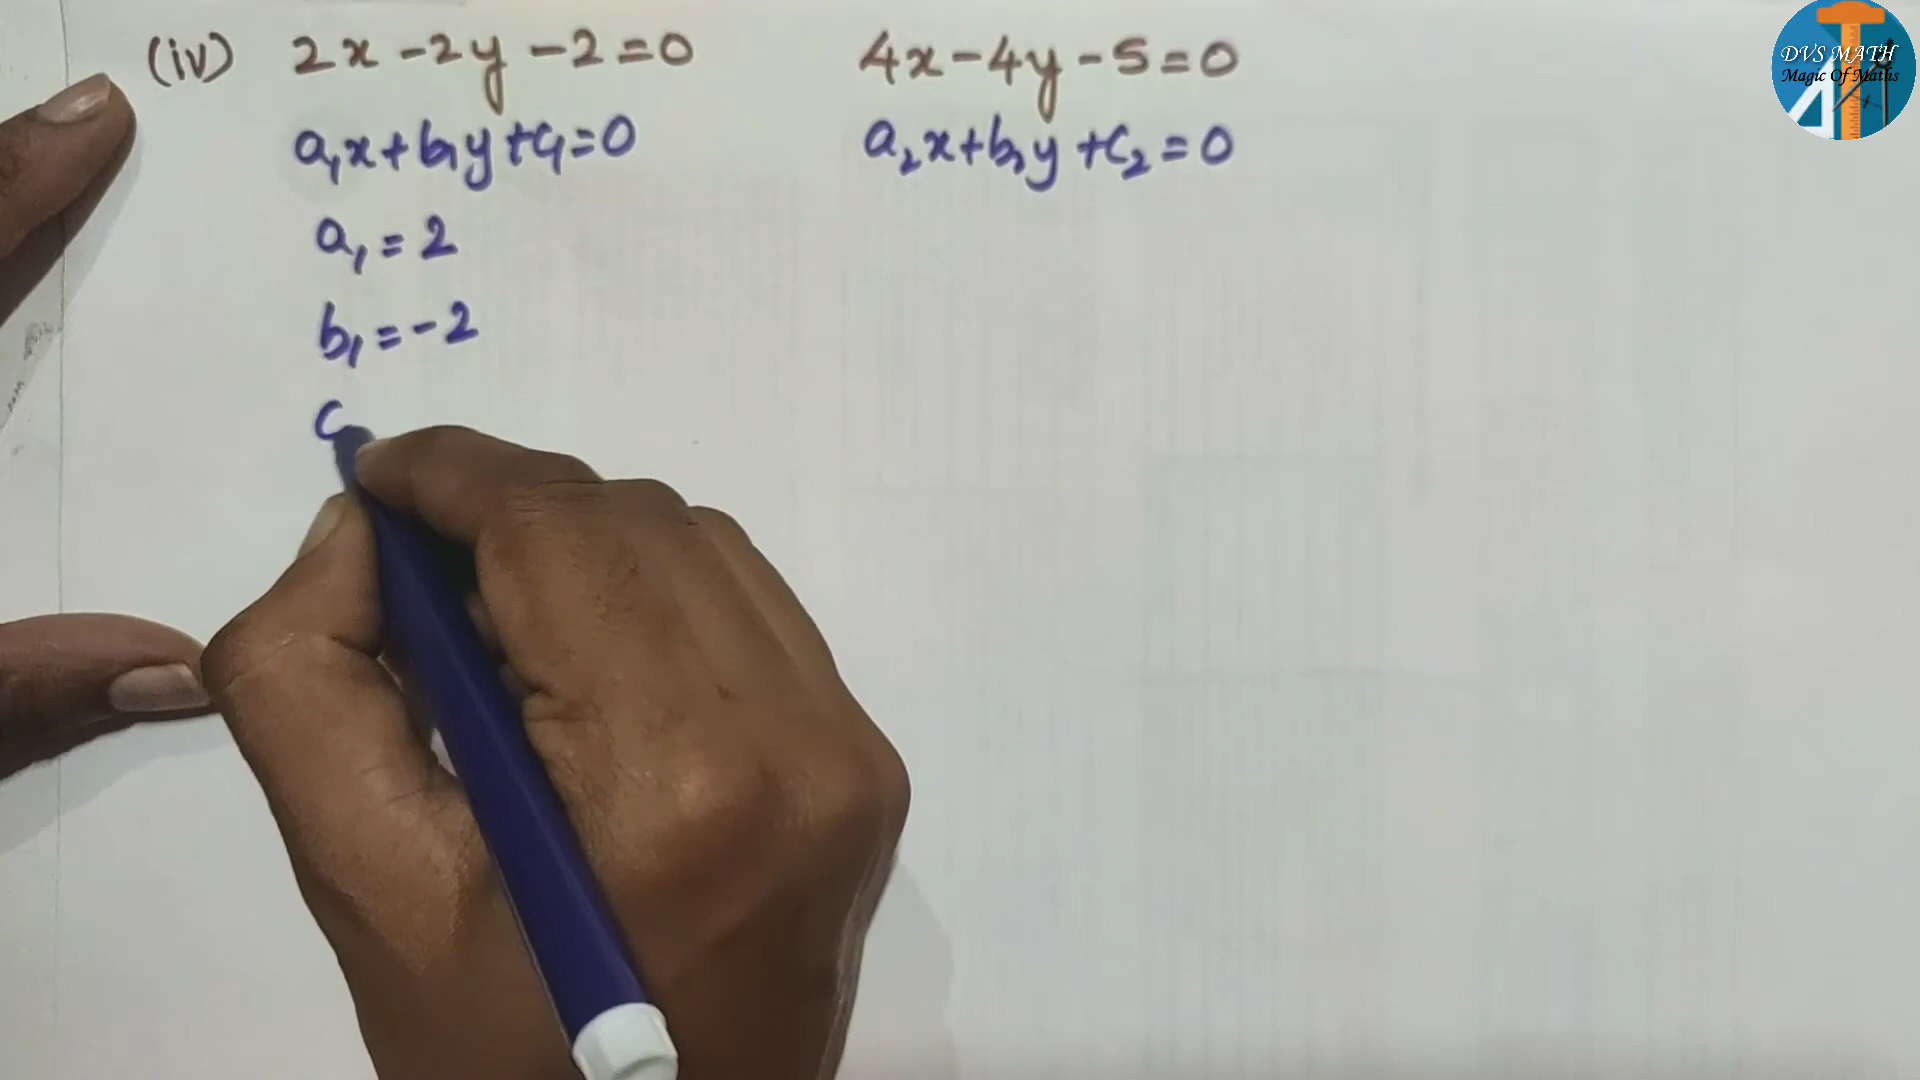 (iv) 2x -2y -2=0 4x-4y-5=0
a₁x+b₁y+c₁=0 a₂x+b₂y+c₂=0
a₁=2
b₁=-2
c
DVS MATH
Magic Of Maths